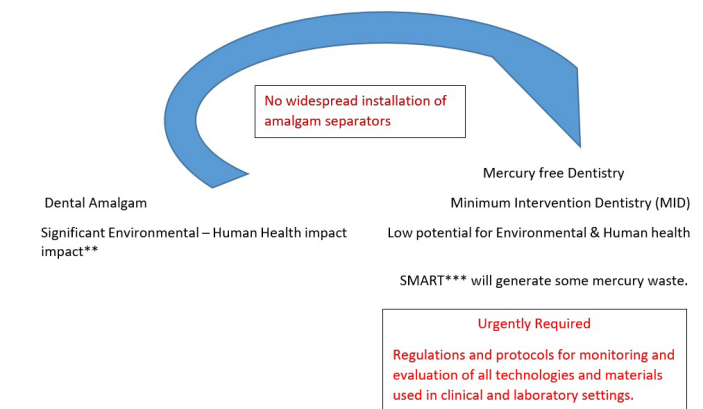 No widespread installation of
amalgam separators
Mercury free Dentistry
Dental Amalgam
Minimum Intervention Dentistry (MID)
Significant Environmental – Human Health impact
impact**
Low potential for Environmental & Human health
SMART*** will generate some mercury waste.
Urgently Required
Regulations and protocols for monitoring and
evaluation of all technologies and materials
used in clinical and laboratory settings.